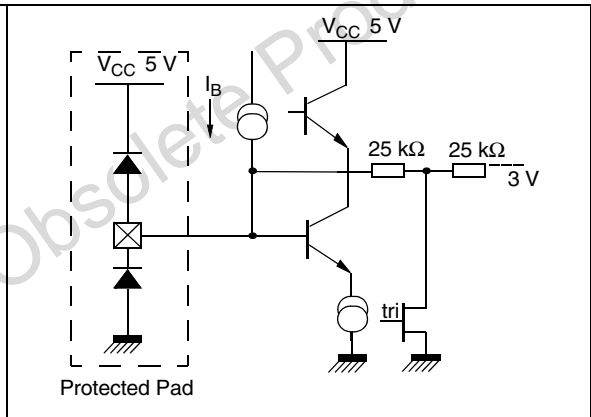 VCC 5 V
VCC 5 V
IB
25 kΩ 25 kΩ
3 V
tri
Protected Pad
Obsolete Prod